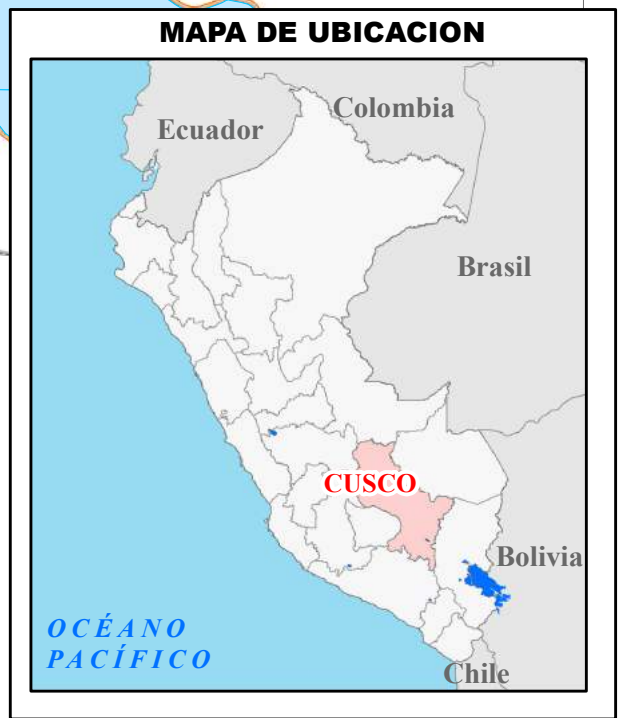 MAPA DE UBICACION
Colombia
Ecuador
Brasil
CUSCO
Bolivia
OCÉANO
PACÍFICO
Chile